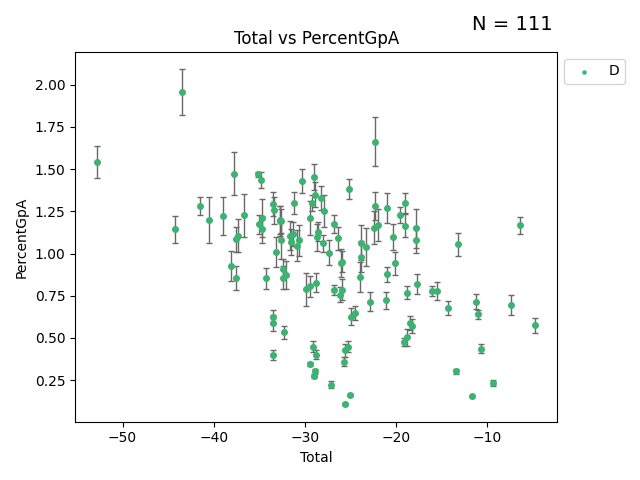 N = 111
Total vs PercentGpA
D
PercentGpA
2.00
1.75
1.50
1.25
1.00
0.75
0.50
0.25
−50 −40 −30 −20 −10
Total